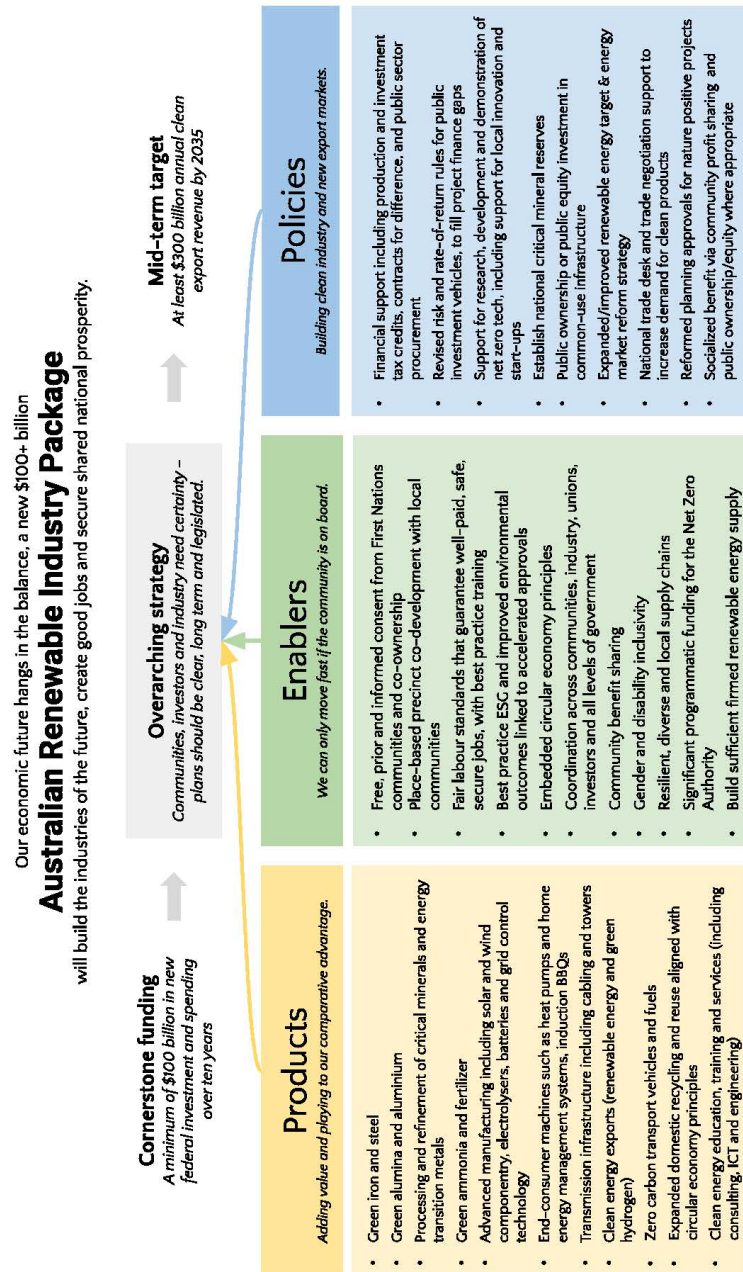 Our economic future hangs in the balance, a new $100+ billion
Australian Renewable Industry Package
will build the industries of the future, create good jobs and secure shared national prosperity.
Cornerstone funding
A minimum of $100 billion in new
federal investment and spending
over ten years
Overarching strategy
Communities, investors and industry need certainty –
plans should be clear, long term and legislated.
Mid-term target
At least $300 billion annual clean
export revenue by 2035
Products
Adding value and playing to our comparative advantage.
• Green iron and steel
• Green alumina and aluminium
• Processing and refinement of critical minerals and energy
transition metals
• Green ammonia and fertilizer
• Advanced manufacturing including solar and wind
componentry, electrolysers, batteries and grid control
technology
• End-consumer machines such as heat pumps and home
energy management systems, induction BBQs
• Transmission infrastructure including cabling and towers
• Clean energy exports (renewable energy and green
hydrogen)
• Zero carbon transport vehicles and fuels
• Expanded domestic recycling and reuse aligned with
circular economy principles
• Clean energy education, training and services (including
consulting, ICT and engineering)
Enablers
We can only move fast if the community is on board.
• Free, prior and informed consent from First Nations
communities and co-ownership
• Place-based precinct co-development with local
communities
• Fair labour standards that guarantee well-paid, safe,
secure jobs, with best practice training
• Best practice ESG and improved environmental
outcomes linked to accelerated approvals
• Embedded circular economy principles
• Coordination across communities, industry, unions,
investors and all levels of government
• Community benefit sharing
• Gender and disability inclusivity
• Resilient, diverse and local supply chains
• Significant programmatic funding for the Net Zero
Authority
• Build sufficient firmed renewable energy supply
Policies
Building clean industry and new export markets.
• Financial support including production and investment
tax credits, contracts for difference, and public sector
procurement
• Revised risk and rate-of-return rules for public
investment vehicles, to fill project finance gaps
• Support for research, development and demonstration of
net zero tech, including support for local innovation and
start-ups
• Establish national critical mineral reserves
• Public ownership or public equity investment in
common-use infrastructure
• Expanded/improved renewable energy target & energy
market reform strategy
• National trade desk and trade negotiation support to
increase demand for clean products
• Reformed planning approvals for nature positive projects
• Socialized benefit via community profit sharing and
public ownership/equity where appropriate